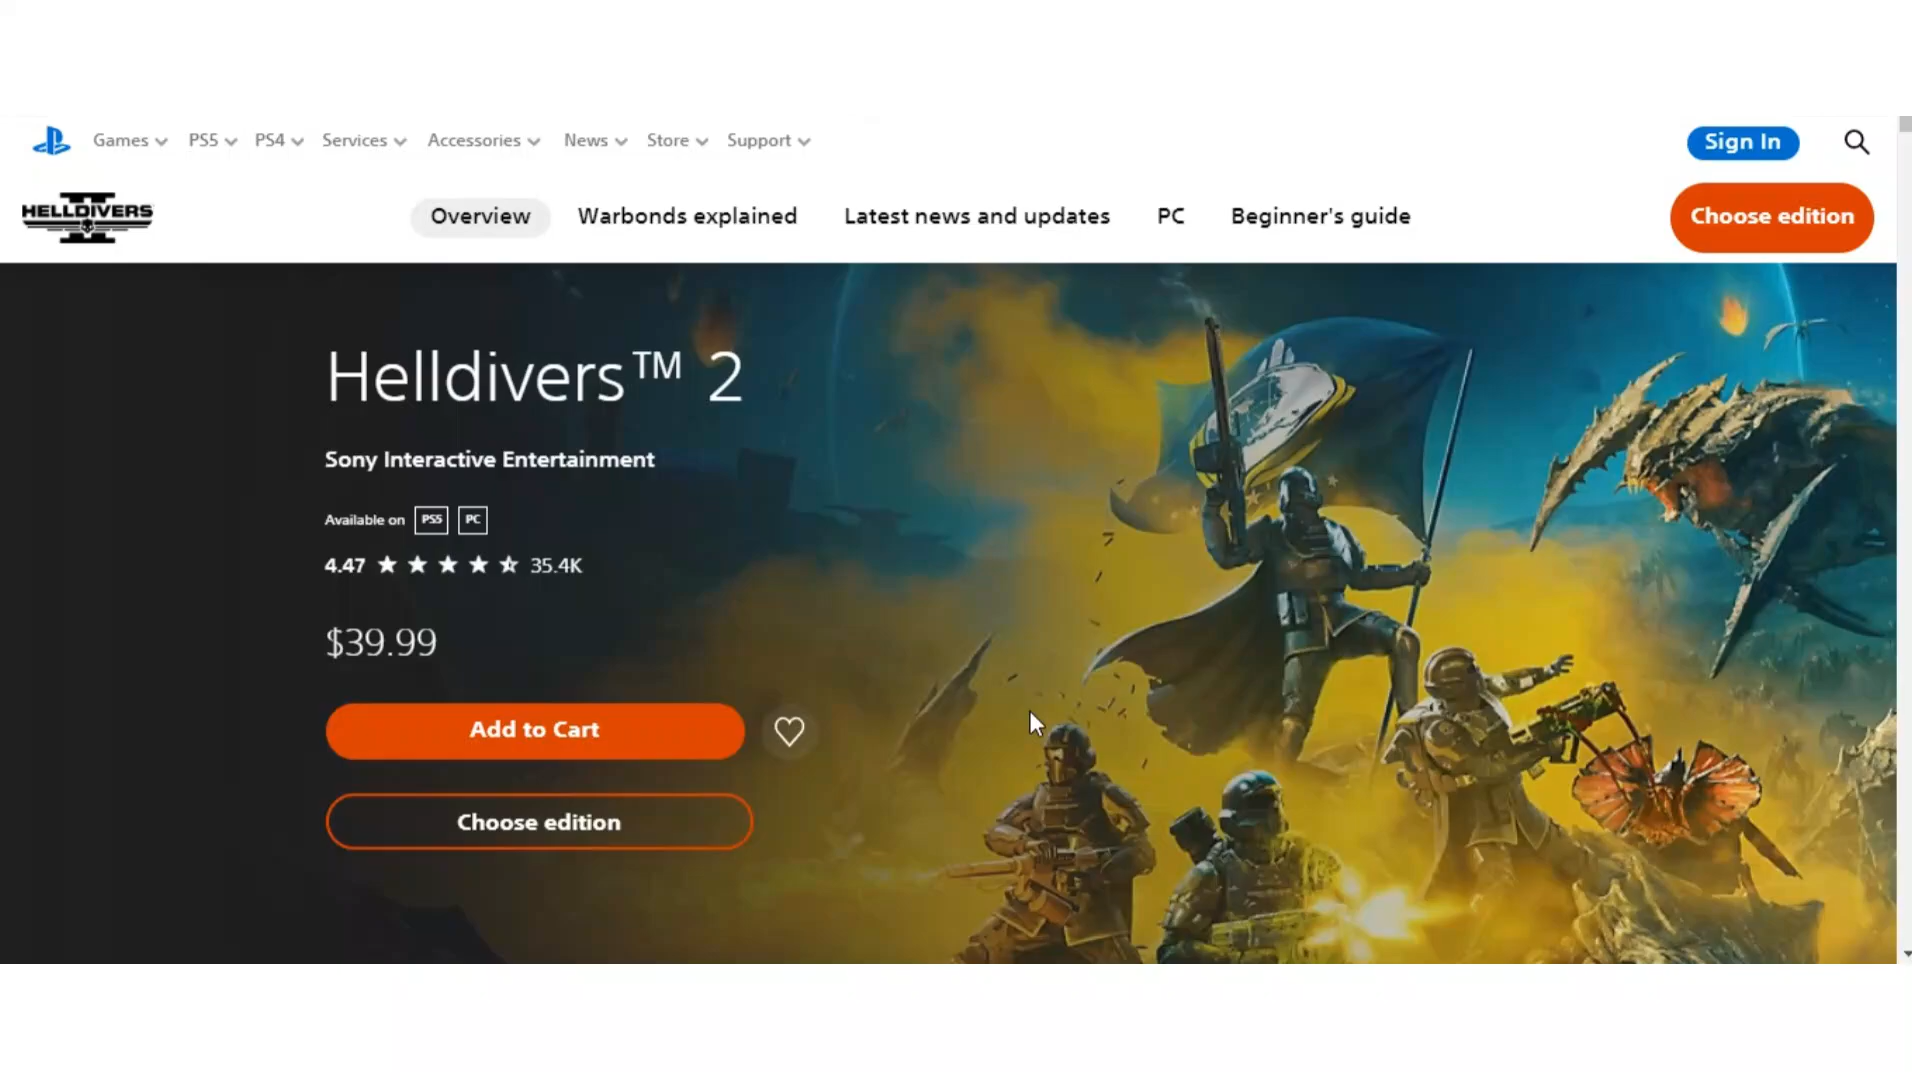 Games PS5 PS4 Services Accessories News Store Support
Sign In
HELLDIVERS
II
Overview Warbonds explained Latest news and updates PC Beginner's guide
Choose edition
Helldivers™ 2
Sony Interactive Entertainment
Available on PS5 PC
4.47 35.4K
$39.99
Add to Cart
Choose edition